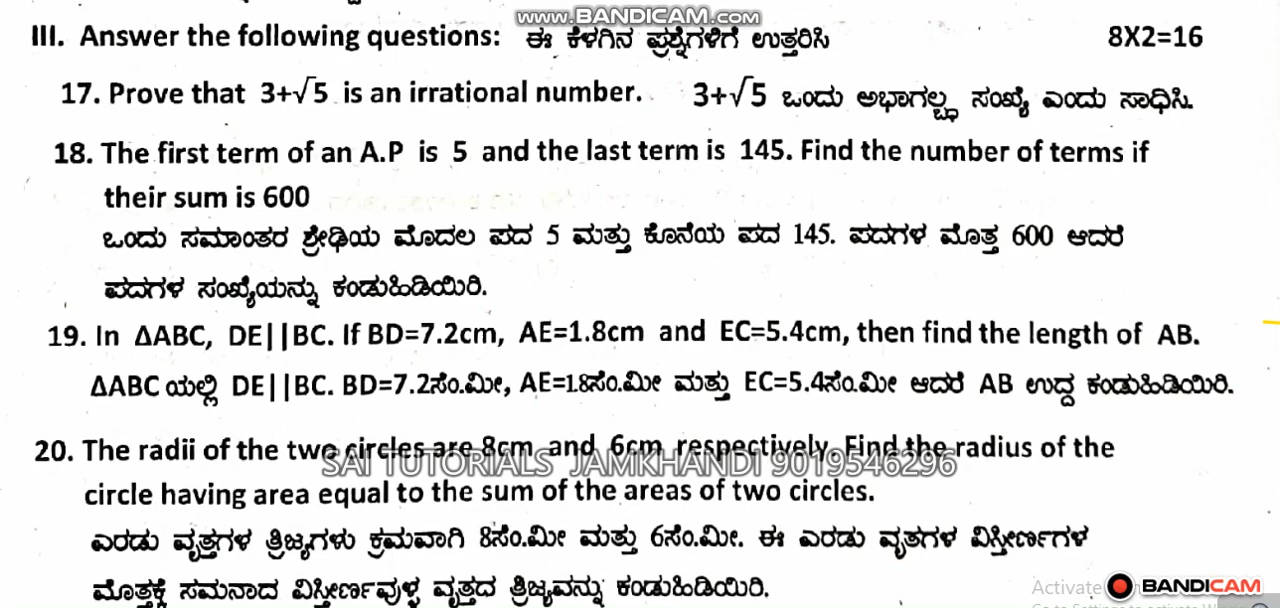 www.BANDICAM.com
III. Answer the following questions: ಈ ಕೆಳಗಿನ ಪ್ರಶ್ನೆಗಳಿಗೆ ಉತ್ತರಿಸಿ 8X2=16
17. Prove that 3+√5 is an irrational number. 3+√5 ಒಂದು ಅಭಾಗಲಬ್ಧ ಸಂಖ್ಯೆ ಎಂದು ಸಾಧಿಸಿ.
18. The first term of an A.P is 5 and the last term is 145. Find the number of terms if
their sum is 600
ಒಂದು ಸಮಾಂತರ ಶ್ರೇಢಿಯ ಮೊದಲ ಪದ 5 ಮತ್ತು ಕೊನೆಯ ಪದ 145. ಪದಗಳ ಮೊತ್ತ 600 ಆದರೆ
ಪದಗಳ ಸಂಖ್ಯೆಯನ್ನು ಕಂಡುಹಿಡಿಯಿರಿ.
19. In ΔABC, DE||BC. If BD=7.2cm, AE=1.8cm and EC=5.4cm, then find the length of AB.
ΔABC ಯಲ್ಲಿ DE||BC. BD=7.2ಸೆಂ.ಮೀ, AE=1.8ಸೆಂ.ಮೀ ಮತ್ತು EC=5.4ಸೆಂ.ಮೀ ಆದರೆ AB ಉದ್ದ ಕಂಡುಹಿಡಿಯಿರಿ.
20. The radii of the two circles are 8cm and 6cm respectively. Find the radius of the
SAI TUTORIALS JAMKHANDI 9019546296
circle having area equal to the sum of the areas of two circles.
ಎರಡು ವೃತ್ತಗಳ ತ್ರಿಜ್ಯಗಳು ಕ್ರಮವಾಗಿ 8ಸೆಂ.ಮೀ ಮತ್ತು 6ಸೆಂ.ಮೀ. ಈ ಎರಡು ವೃತಗಳ ವಿಸ್ತೀರ್ಣಗಳ
ಮೊತ್ತಕ್ಕೆ ಸಮನಾದ ವಿಸ್ತೀರ್ಣವುಳ್ಳ ವೃತ್ತದ ತ್ರಿಜ್ಯವನ್ನು ಕಂಡುಹಿಡಿಯಿರಿ.
Activate BANDICAM